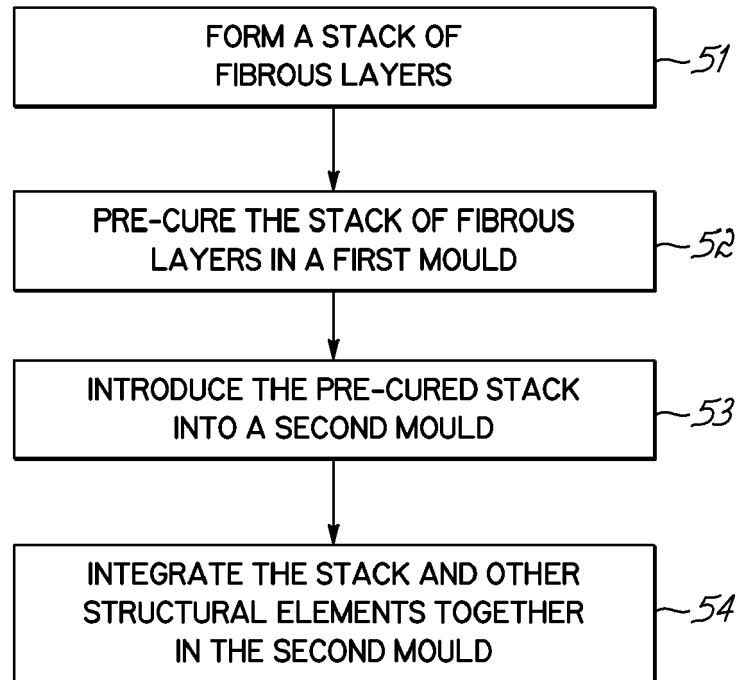 FORM A STACK OF
FIBROUS LAYERS
51
PRE-CURE THE STACK OF FIBROUS
LAYERS IN A FIRST MOULD
52
INTRODUCE THE PRE-CURED STACK
INTO A SECOND MOULD
53
INTEGRATE THE STACK AND OTHER
STRUCTURAL ELEMENTS TOGETHER
IN THE SECOND MOULD
54